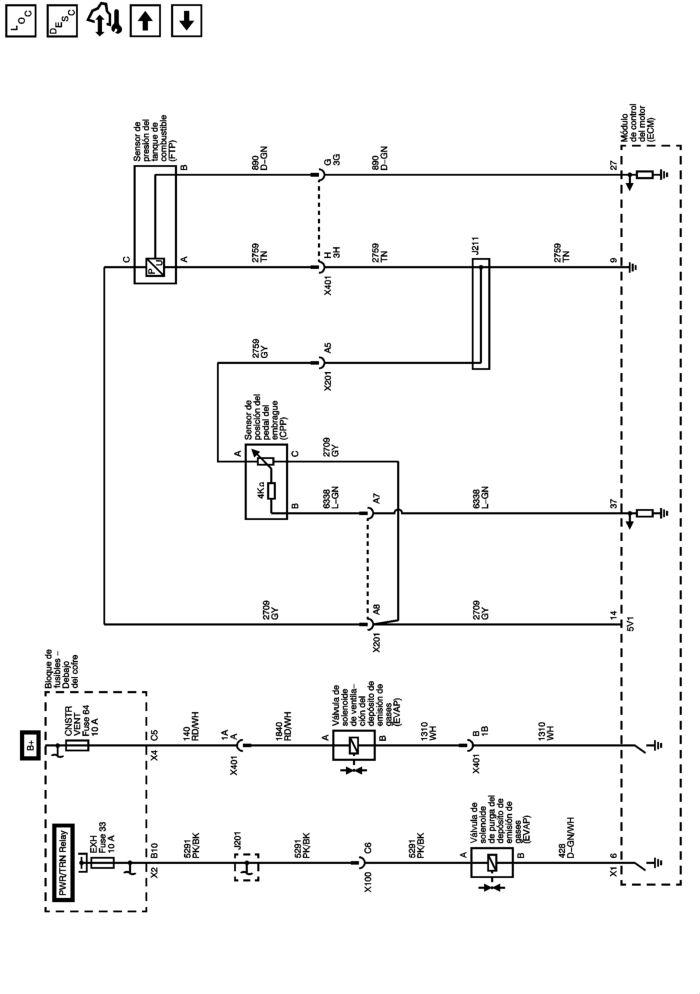 LOC
DESC
B+
PWR/TRN Relay
Bloque de
fusibles –
Debajo
del cofre
CNSTR
VENT
Fuse 64
10 A
EXH
Fuse 33
10 A
X4 C5
X2 B10
140
RD/WH
1A
A
X401
1840
RD/WH
A
Válvula de
solenoide
de ventila–
ción del
depósito de
emisión de
gases
(EVAP)
B
1310
WH
B
1B
X401
1310
WH
5291
PK/BK
J201
5291
PK/BK
C6
X100
5291
PK/BK
A
Válvula de
solenoide
de purga del
depósito de
emisión de
gases
(EVAP)
B
428
D–GN/WH
X1 6
Sensor de
presión del
tanque de
combustible
(FTP)
C
P
U
B
A
890
D–GN
G
3G
890
D–GN
27
2759
TN
H
3H
X401
2759
TN
J211
2759
TN
9
2759
GY
A5
X201
Sensor de
posición del
pedal del
embrague
(CPP)
A
4KΩ
C
B
2709
GY
6338
L–GN
A7
6338
L–GN
37
2709
GY
A8
X201
2709
GY
14
5V1
Módulo
de control
del motor
(ECM)